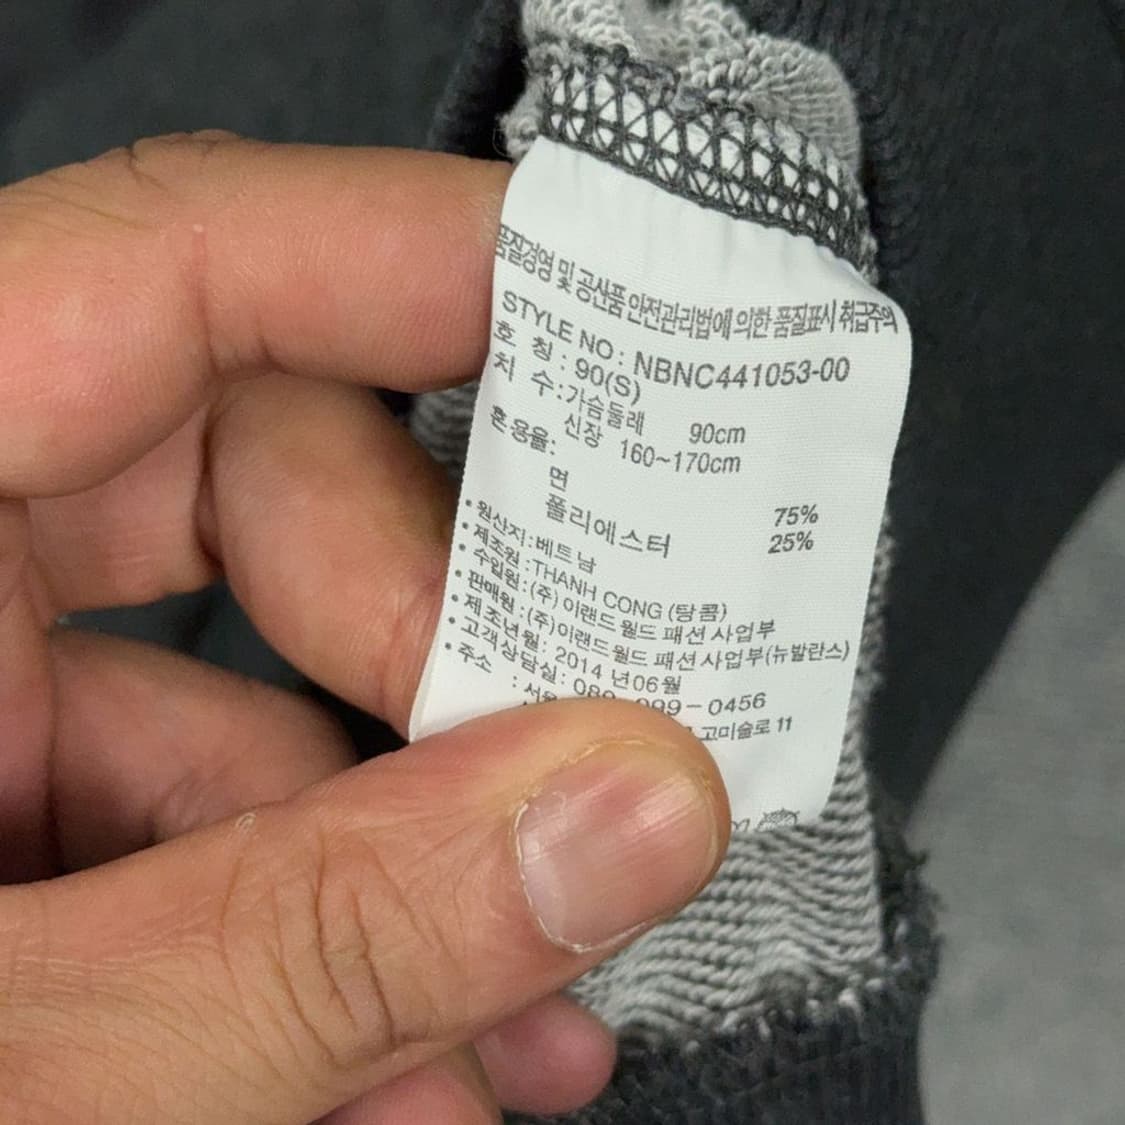 품질경영 및 공산품 안전관리법에 의한 품질표시 취급주의
STYLE NO : NBNC441053-00
호 칭 : 90(S)
치 수 : 가슴둘레 90cm
신장 160~170cm
혼용율:
면 75%
폴리에스터 25%
• 원산지 : 베트남
• 제조원 : THANH CONG (탕콤)
• 수입원 : (주) 이랜드 월드 패션 사업부
• 판매원 : (주)이랜드 월드 패션 사업부(뉴발란스)
• 제조년월 : 2014 년06월
• 고객상담실: 080 - 999 - 0456
• 주소 : 서울
고미술로 11